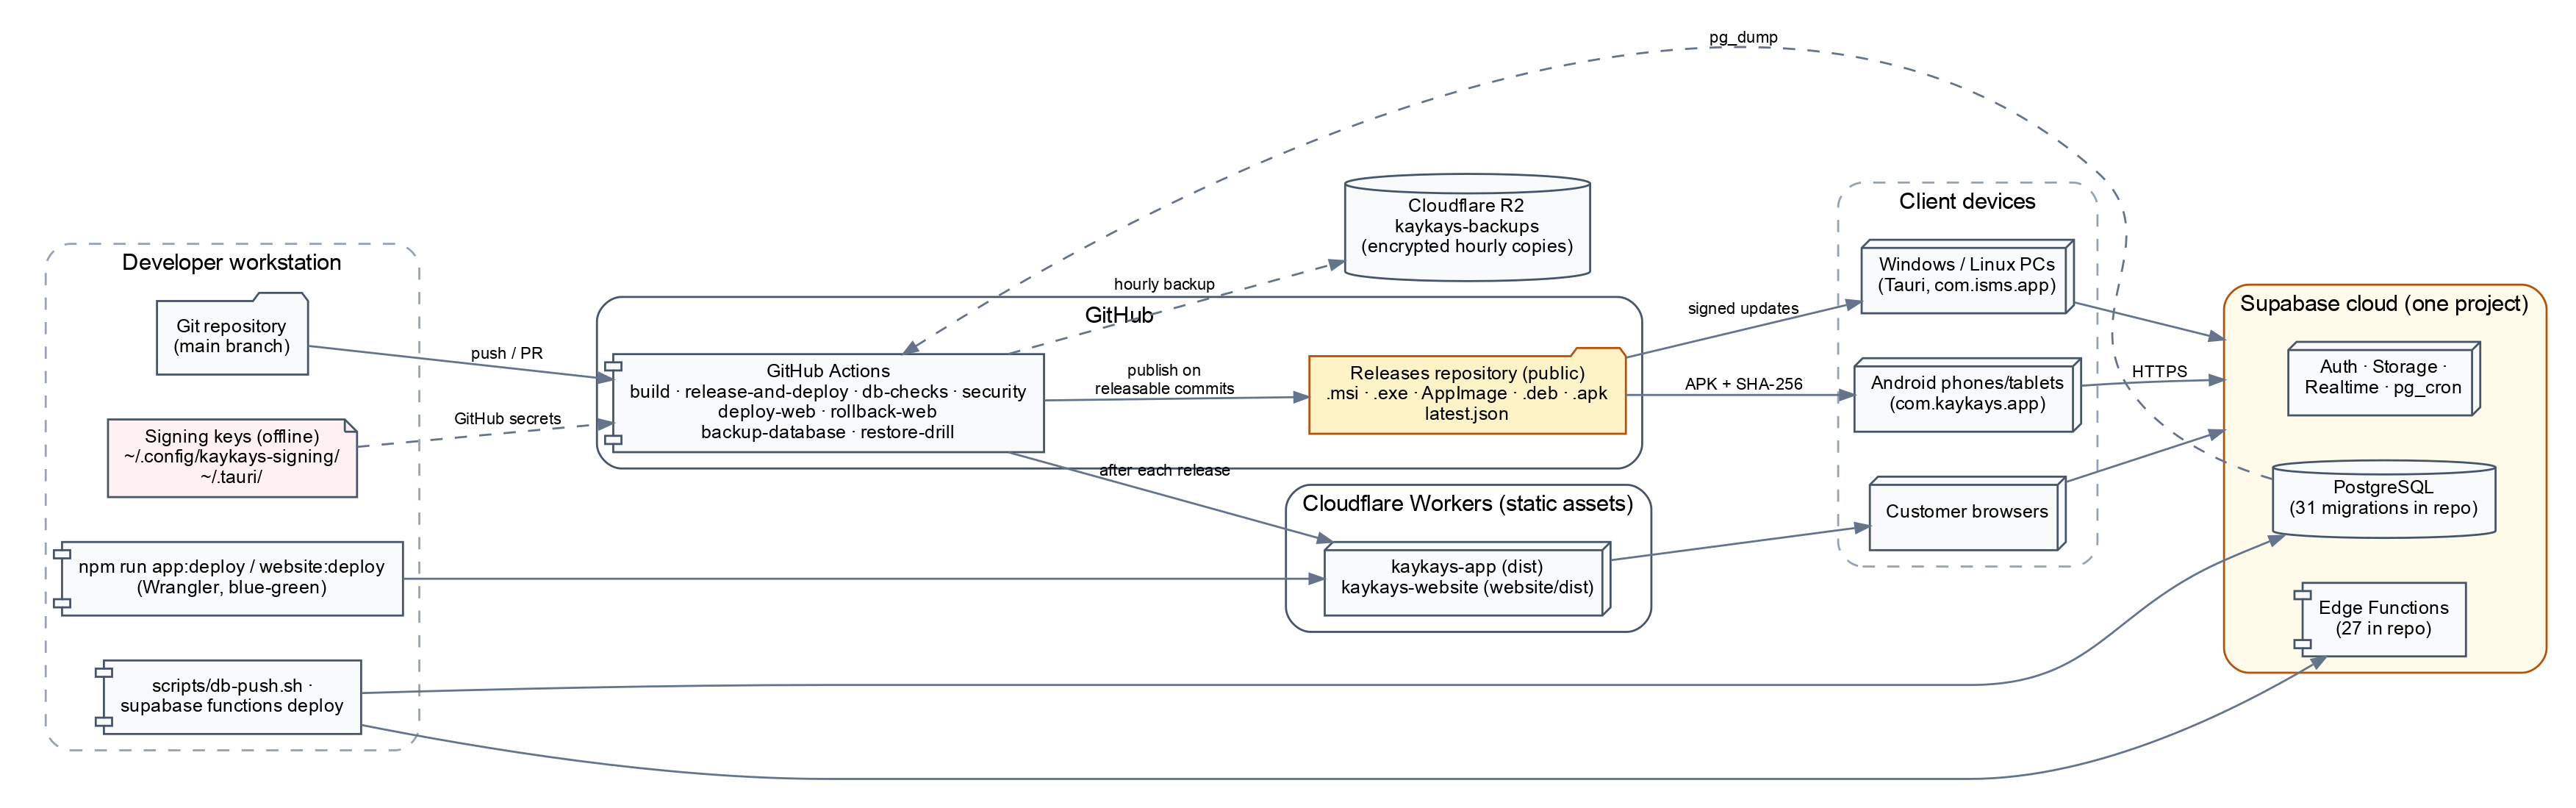 pg_dump
Developer workstation
Git repository
(main branch)
push / PR
Signing keys (offline)
~/.config/kaykays-signing/
~/.tauri/
GitHub secrets
npm run app:deploy / website:deploy
(Wrangler, blue-green)
scripts/db-push.sh ·
supabase functions deploy
GitHub
GitHub Actions
build · release-and-deploy · db-checks · security
deploy-web · rollback-web
backup-database · restore-drill
hourly backup
Cloudflare R2
kaykays-backups
(encrypted hourly copies)
publish on
releasable commits
Releases repository (public)
.msi · .exe · AppImage · .deb · .apk
latest.json
after each release
Cloudflare Workers (static assets)
kaykays-app (dist)
kaykays-website (website/dist)
signed updates
APK + SHA-256
Client devices
Windows / Linux PCs
(Tauri, com.isms.app)
Android phones/tablets
(com.kaykays.app)
Customer browsers
HTTPS
Supabase cloud (one project)
Auth · Storage ·
Realtime · pg_cron
PostgreSQL
(31 migrations in repo)
Edge Functions
(27 in repo)